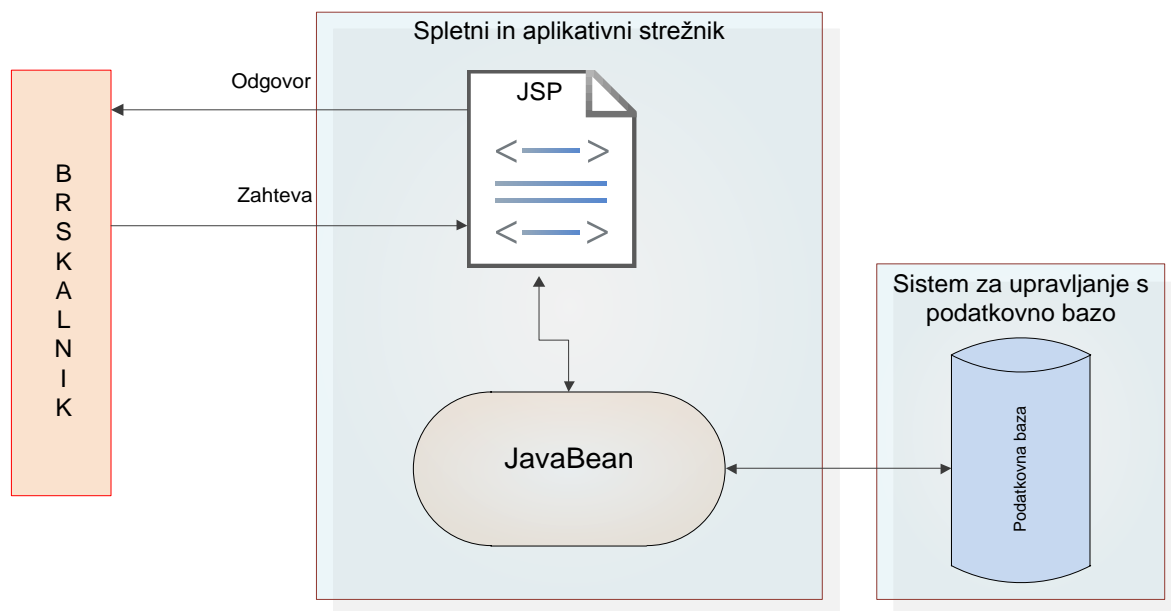 Spletni in aplikativni strežnik
Odgovor
JSP
Zahteva
B
R
S
K
A
L
N
I
K
Sistem za upravljanje s
podatkovno bazo
JavaBean
Podatkovna baza